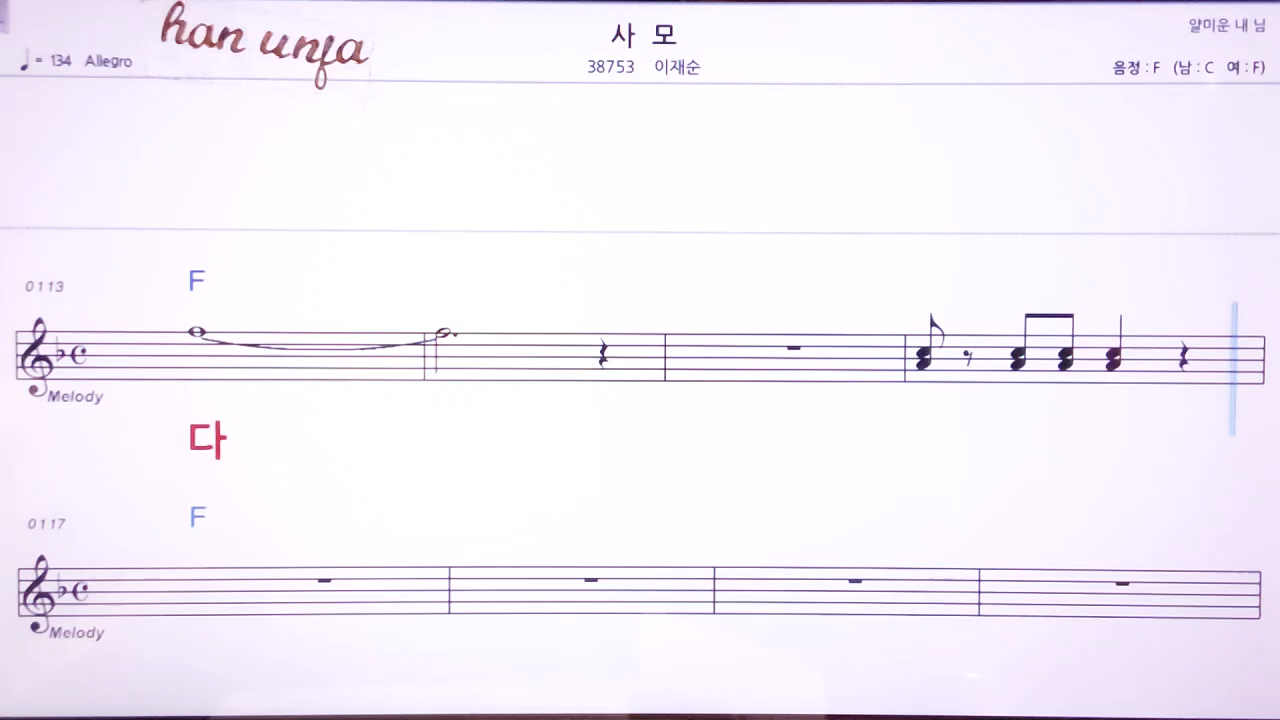 han unja
사 모
얄미운 내 님
♩= 134 Allegro
38753 이재순
음정 : F (남 : C 여 : F)
0113
F
Melody
다
0117
F
Melody